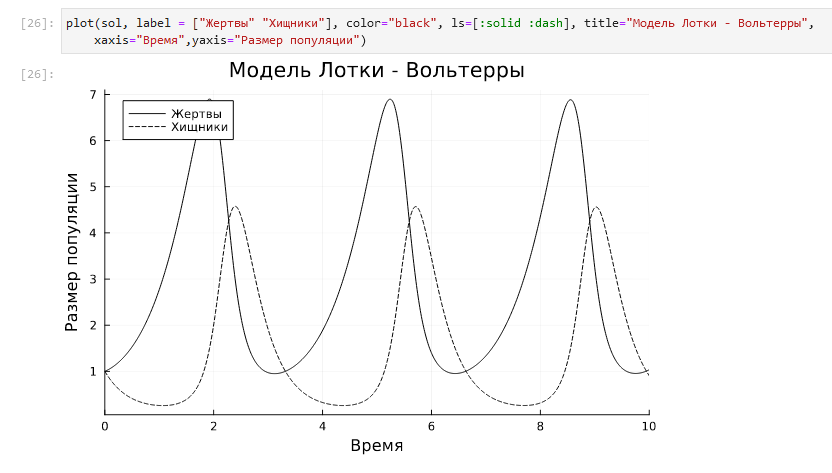 [26]: plot(sol, label = ["Жертвы" "Хищники"], color="black", ls=[:solid :dash], title="Модель Лотки - Вольтерры",
xaxis="Время",yaxis="Размер популяции")
[26]:
Модель Лотки - Вольтерры
Жертвы
Хищники
Размер популяции
7
6
5
4
3
2
1
0 2 4 6 8 10
Время